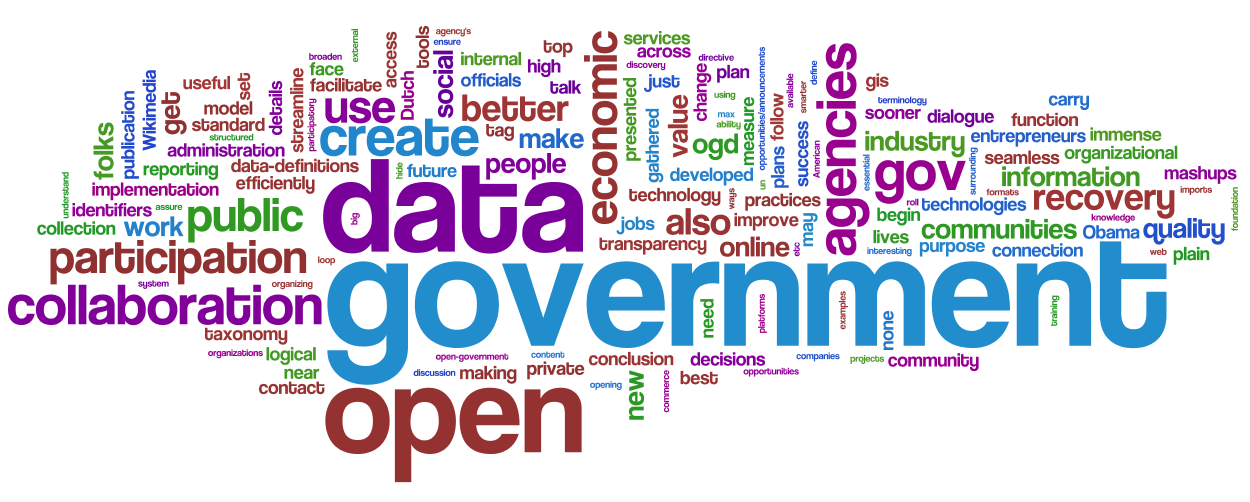 external
agency's
access
tools
ensure
economic
services
top
across
broaden
face
social
internal
high
discovery
directive
change
plan
opportunities/announcements
available
smarter
define
agencies
Wikimedia
useful
set
details
streamline
facilitate
Dutch
officials
talk
just
gis
publication
get
model
standard
participatory
use
better
presented
value
using
measure
follow
terminology
carry
structured
create
tag
make
gathered
max
ability
plans
success
American
sooner
dialogue
function
folks
administration
ogd
industry
entrepreneurs
immense
reporting
data-definitions
hide
future
people
developed
essential
gov
surrounding
seamless
organizational
understand
implementation
efficiently
data
big
technology
ways
un
practices
formats
information
mashups
imports
identifiers
assure
public
roll
technologies
recovery
foundation
collection
work
jobs
also
improve
may
begin
communities
knowledge
Obama
quality
participation
loop
transparency
online
etc
lives
interesting
purpose
connection
web
plain
system
organizing
collaboration
government
need
platforms
examples
none
training
taxonomy
organizations
logical
open-government
content
conclusion
decisions
companies
projects
community
near
discussion
making
private
opening
new
commerce
best
opportunities
contact
open